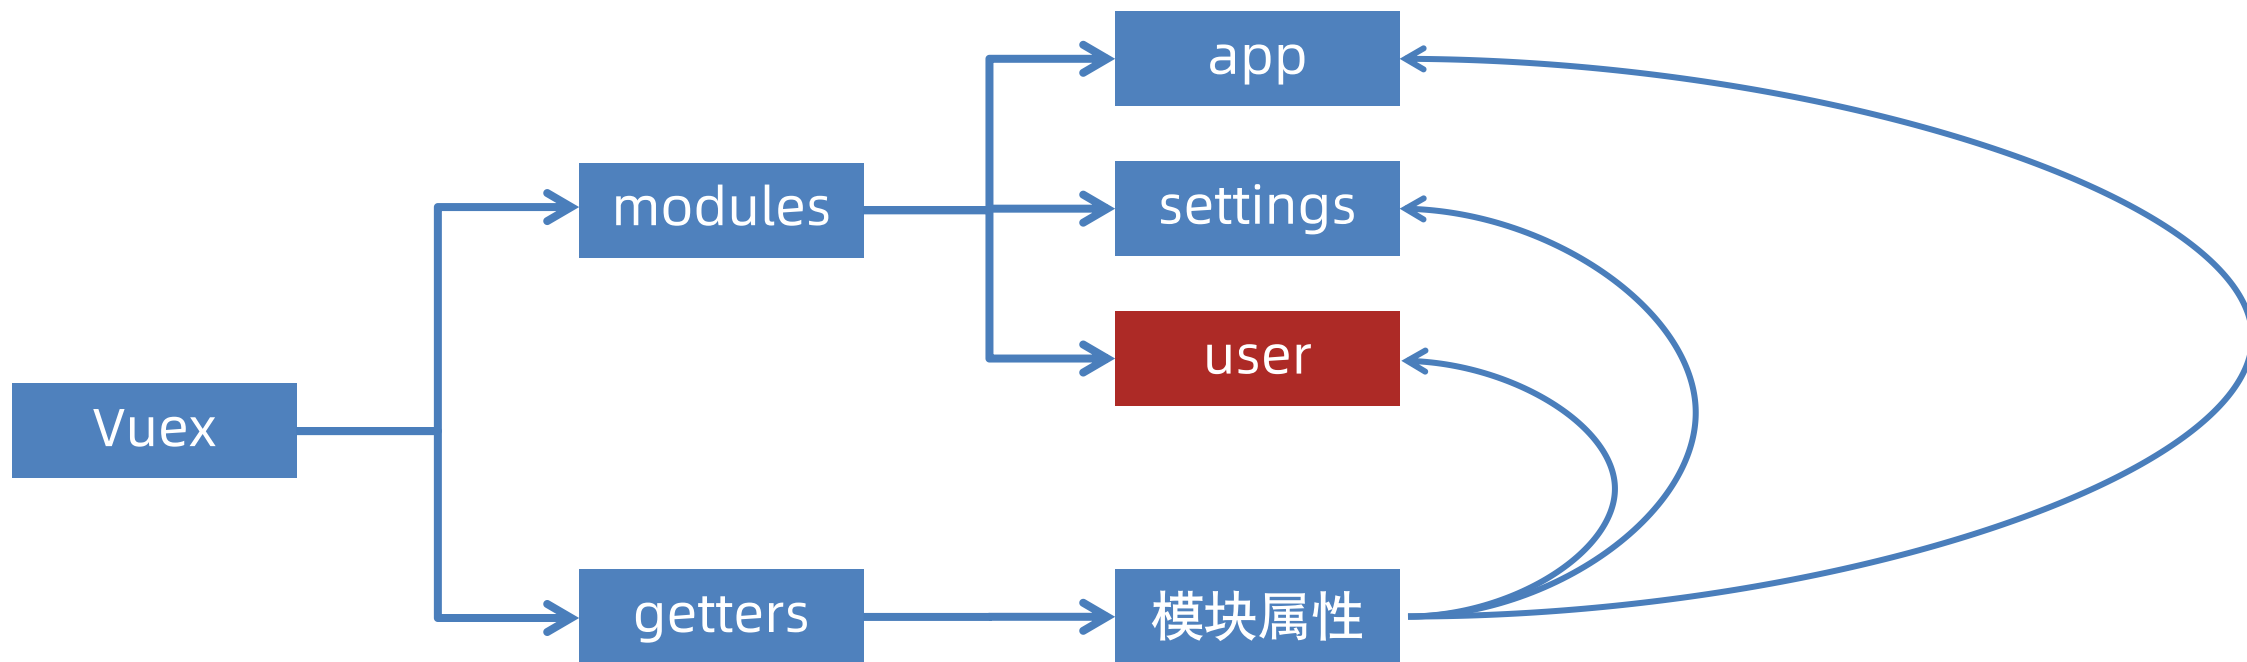 app
modules
settings
user
Vuex
getters
模块属性